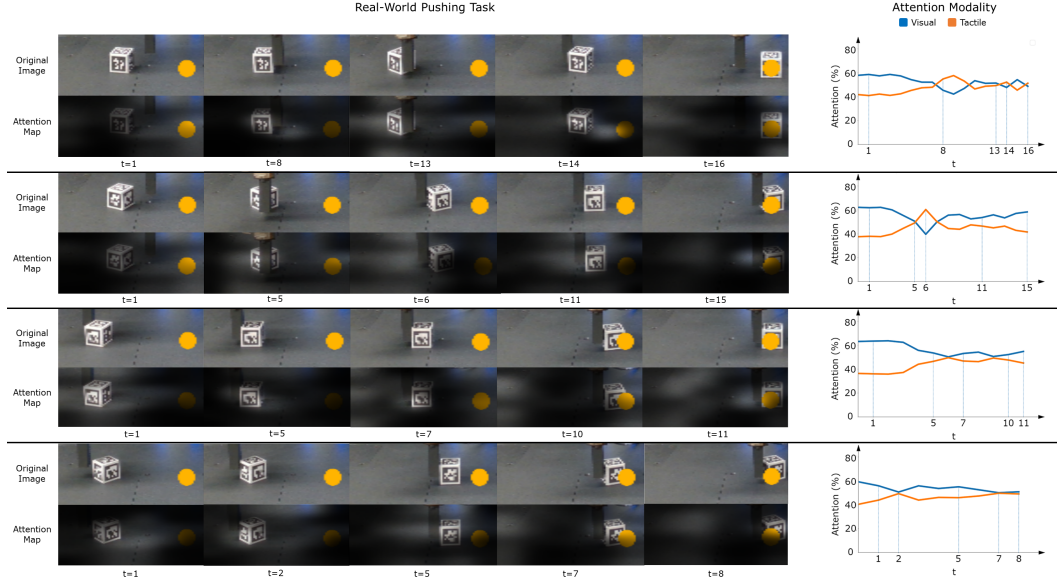 Real-World Pushing Task
Attention Modality
Visual Tactile
Original Image
Attention Map
t=1 t=8 t=13 t=14 t=16
Attention (%)
80
60
40
20
0
1 8 13 14 16
t
Original Image
Attention Map
t=1 t=5 t=6 t=11 t=15
Attention (%)
80
60
40
20
0
1 5 6 11 15
t
Original Image
Attention Map
t=1 t=5 t=7 t=10 t=11
Attention (%)
80
60
40
20
0
1 5 7 10 11
t
Original Image
Attention Map
t=1 t=2 t=5 t=7 t=8
Attention (%)
80
60
40
20
0
1 2 5 7 8
t